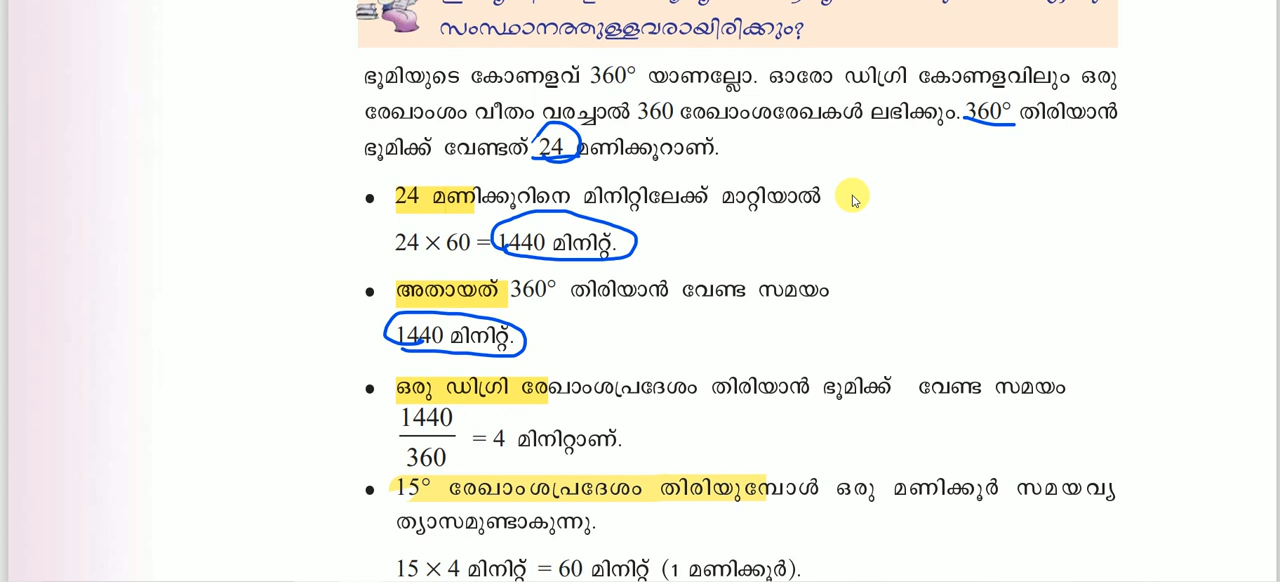 സംസ്ഥാനത്തുള്ളവരായിരിക്കും?
ഭൂമിയുടെ കോണളവ് 360° യാണല്ലോ. ഓരോ ഡിഗ്രി കോണളവിലും ഒരു
രേഖാംശം വീതം വരച്ചാൽ 360 രേഖാംശരേഖകൾ ലഭിക്കും. 360° തിരിയാൻ
ഭൂമിക്ക് വേണ്ടത് 24 മണിക്കൂറാണ്.
• 24 മണിക്കൂറിനെ മിനിറ്റിലേക്ക് മാറ്റിയാൽ
24 × 60 = 1440 മിനിറ്റ്.
• അതായത് 360° തിരിയാൻ വേണ്ട സമയം
1440 മിനിറ്റ്.
• ഒരു ഡിഗ്രി രേഖാംശപ്രദേശം തിരിയാൻ ഭൂമിക്ക് വേണ്ട സമയം
1440
360
= 4 മിനിറ്റാണ്.
• 15° രേഖാംശപ്രദേശം തിരിയുമ്പോൾ ഒരു മണിക്കൂർ സമയവ്യ
ത്യാസമുണ്ടാകുന്നു.
15 × 4 മിനിറ്റ് = 60 മിനിറ്റ് (1 മണിക്കൂർ).